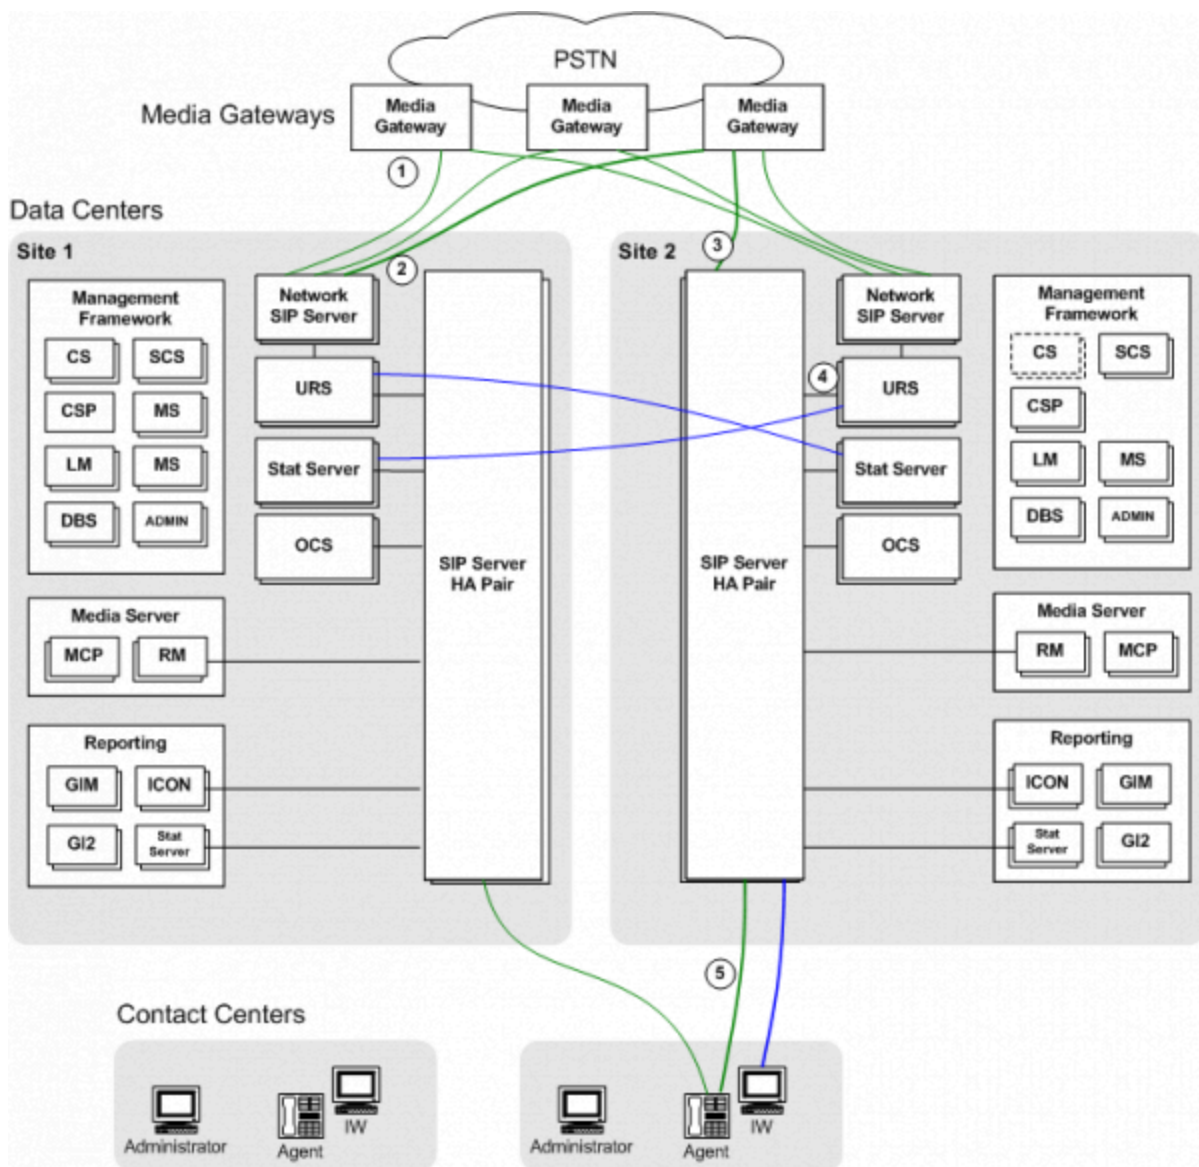 PSTN
Media Gateways
Media
Gateway
Media
Gateway
Media
Gateway
1
Data Centers
Site 1
2
Management
Framework
CS
SCS
CSP
MS
LM
MS
DBS
ADMIN
Network
SIP Server
URS
Stat Server
OCS
SIP Server
HA Pair
Media Server
MCP
RM
Reporting
GIM
ICON
GI2
Stat
Server
Site 2
3
SIP Server
HA Pair
Network
SIP Server
4
URS
Stat Server
OCS
Management
Framework
CS
SCS
CSP
LM
MS
DBS
ADMIN
Media Server
RM
MCP
Reporting
ICON
GIM
Stat
Server
GI2
5
Contact Centers
Administrator
Agent
IW
Administrator
Agent
IW